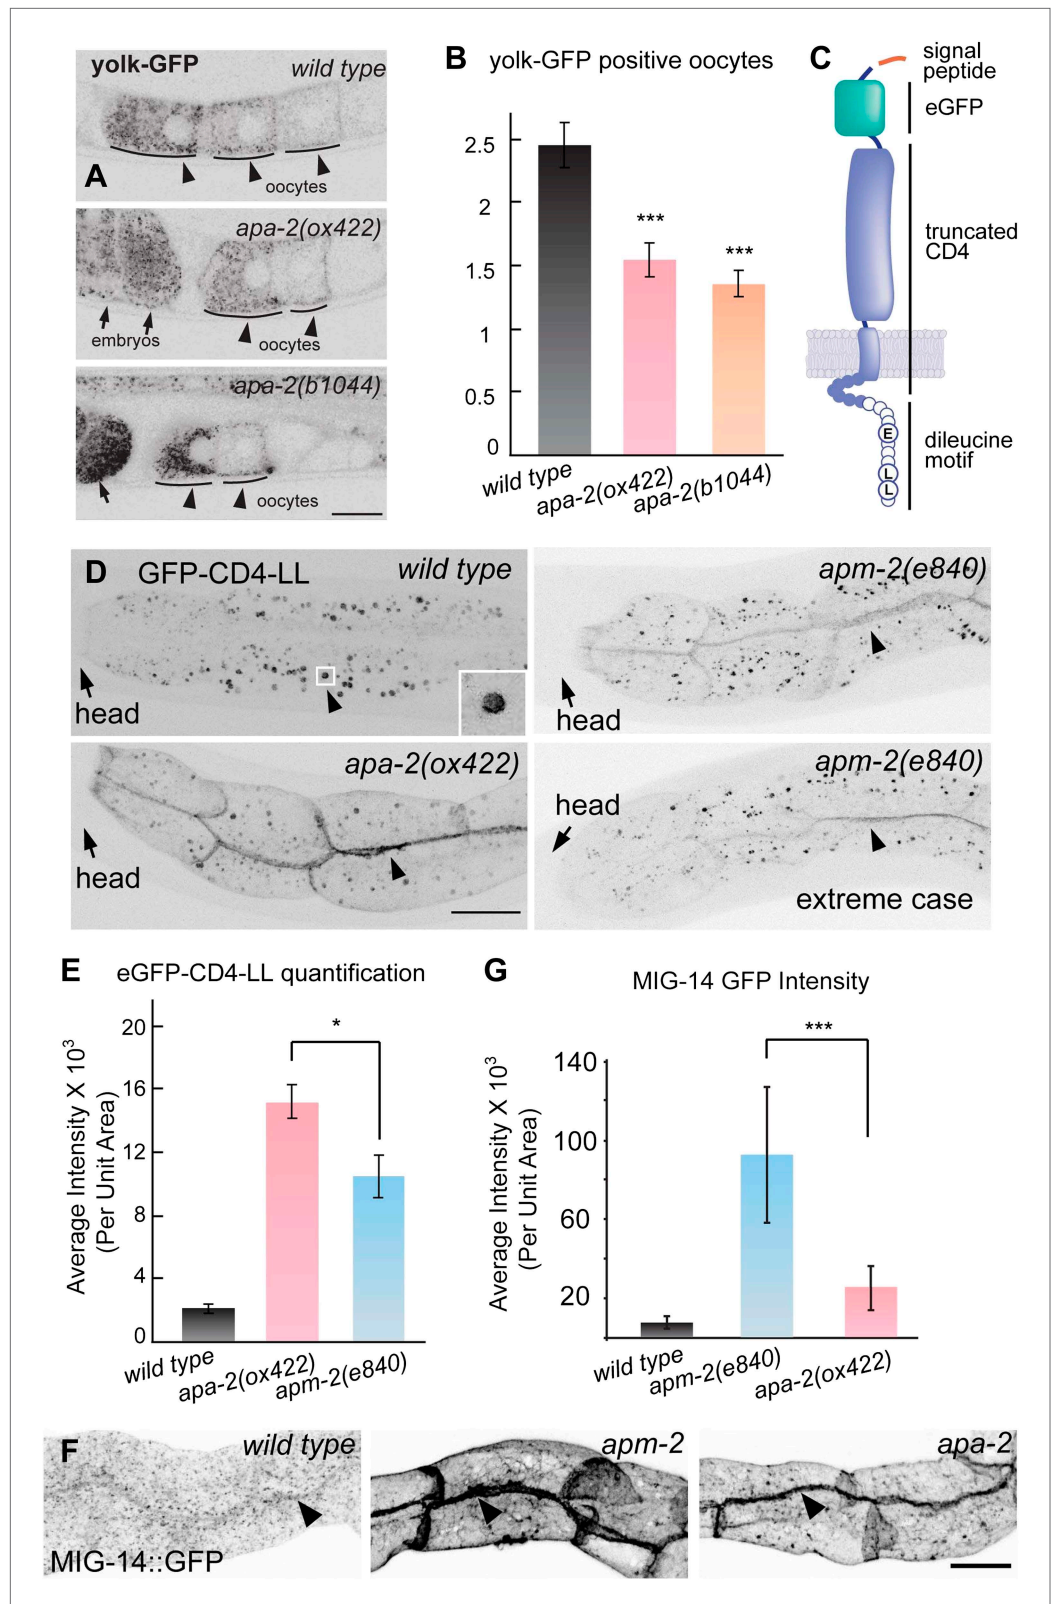 yolk-GFP
wild type
A
oocytes
apa-2(ox422)
embryos
oocytes
apa-2(b1044)
oocytes
B
yolk-GFP positive oocytes
2.5
2
1.5
1
0.5
0
***
***
wild type
apa-2(ox422)
apa-2(b1044)
C
signal
peptide
eGFP
truncated
CD4
E
L
L
dileucine
motif
D
GFP-CD4-LL
wild type
head
apm-2(e840)
head
apa-2(ox422)
head
apm-2(e840)
head
extreme case
E
eGFP-CD4-LL quantification
Average Intensity X 10³
(Per Unit Area)
20
16
12
8
4
0
*
wild type
apa-2(ox422)
apm-2(e840)
G
MIG-14 GFP Intensity
Average Intensity X 10³
(Per Unit Area)
140
100
60
20
***
wild type
apm-2(e840)
apa-2(ox422)
F
wild type
MIG-14::GFP
apm-2
apa-2